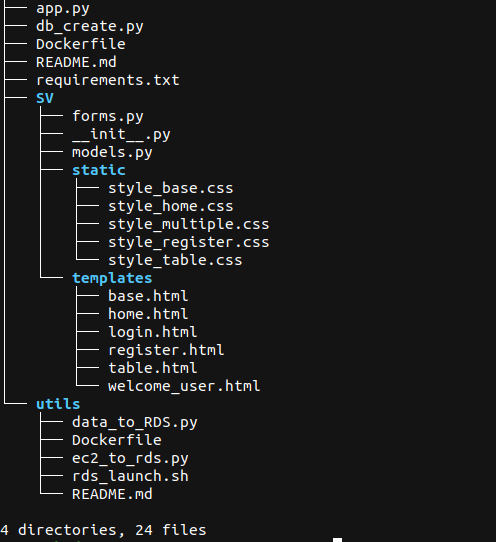 ├── app.py
├── db_create.py
├── Dockerfile
├── README.md
├── requirements.txt
├── SV
│   ├── forms.py
│   ├── __init__.py
│   ├── models.py
│   ├── static
│   │   ├── style_base.css
│   │   ├── style_home.css
│   │   ├── style_multiple.css
│   │   ├── style_register.css
│   │   └── style_table.css
│   └── templates
│       ├── base.html
│       ├── home.html
│       ├── login.html
│       ├── register.html
│       ├── table.html
│       └── welcome_user.html
└── utils
    ├── data_to_RDS.py
    ├── Dockerfile
    ├── ec2_to_rds.py
    ├── rds_launch.sh
    └── README.md

4 directories, 24 files